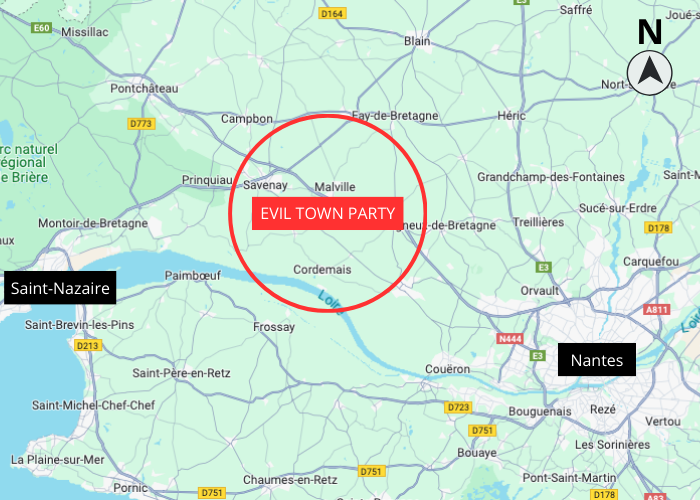 D164
Saffré
E60
Missillac
Blain
N
Pontchâteau
Campbon
Fay-de-Bretagne
Héric
D773
rc naturel
régional
e Brière
Prinquiau
Savenay
Malville
Grandchamps-des-Fontaines
Saint-M
EVIL TOWN PARTY
Sucé-sur-Erdre
Montoir-de-Bretagne
gneux-de-Bretagne
Treillières
D178
aux
Carquefou
E3
Cordemais
Paimbœuf
Saint-Nazaire
Orvault
Loire
A811
Saint-Brevin-les-Pins
Frossay
Loire
D213
N444
E3
Nantes
Saint-Père-en-Retz
Couëron
Saint-Michel-Chef-Chef
D723
Bouguenais
Rezé
Vertou
D751
Les Sorinières
La Plaine-sur-Mer
Bouaye
D751
A83
Chaumes-en-Retz
Pont-Saint-Martin
Pornic
D751
D178